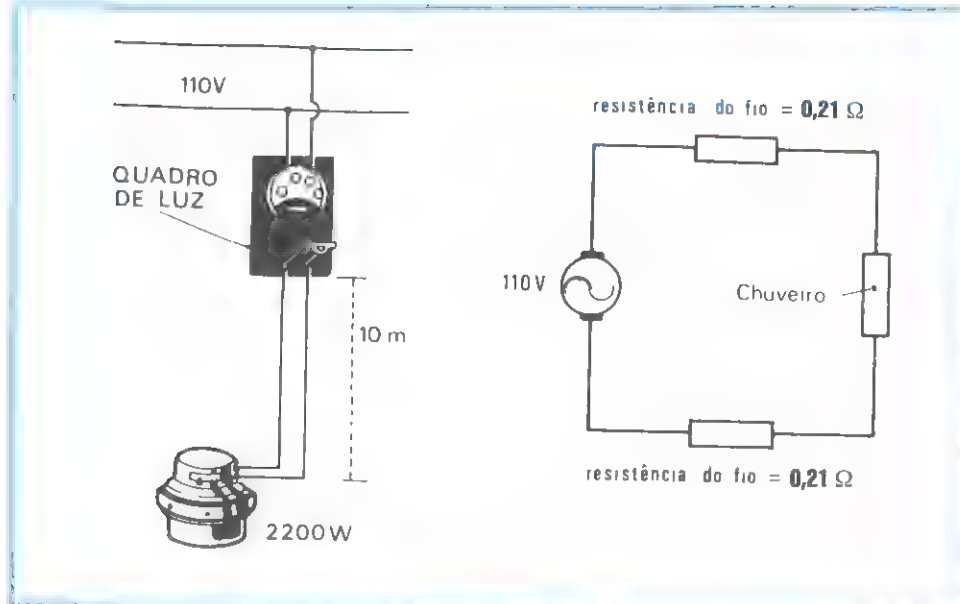 110V
QUADRO
DE LUZ
10 m
2200W
resistência do fio = 0,21 Ω
110V
Chuveiro
resistência do fio = 0,21 Ω